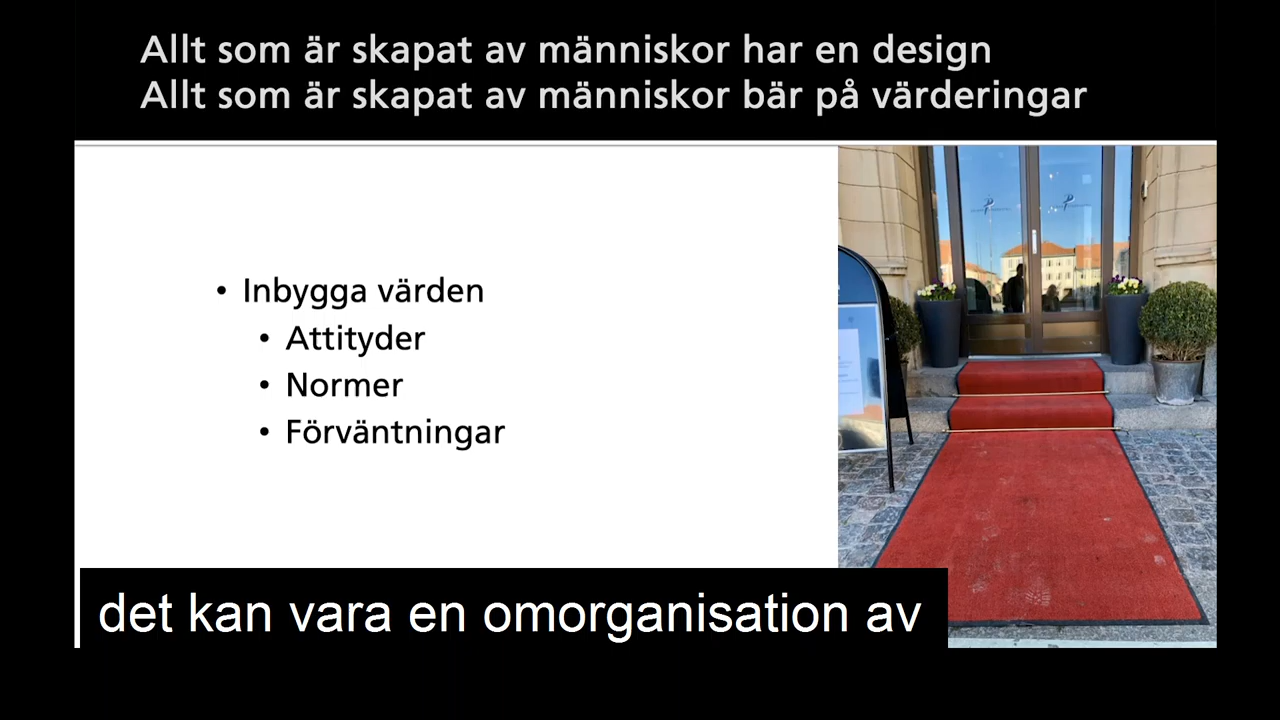 Allt som är skapat av människor har en design
Allt som är skapat av människor bär på värderingar
• Inbygga värden
• Attityder
• Normer
• Förväntningar
det kan vara en omorganisation av